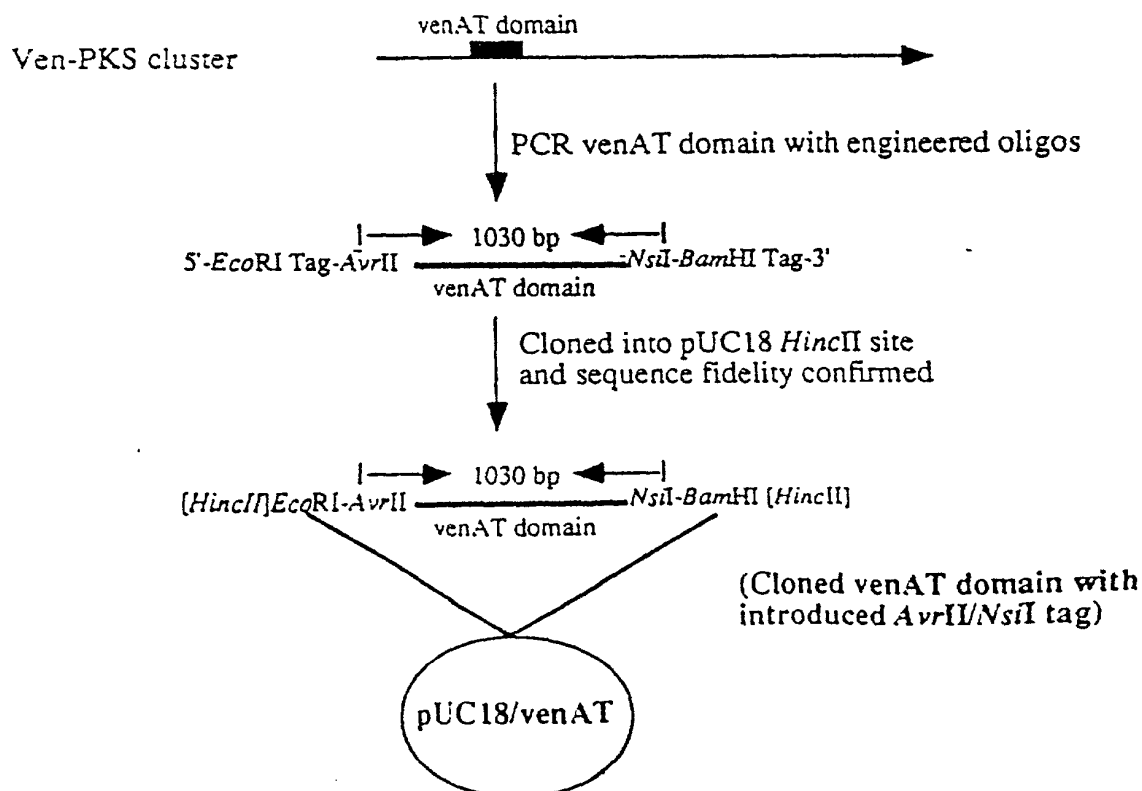 venAT domain
Ven-PKS cluster
PCR venAT domain with engineered oligos
1030 bp
5'-EcoRI Tag-AvrII
-NsiI-BamHI Tag-3'
venAT domain
Cloned into pUC18 HincII site
and sequence fidelity confirmed
1030 bp
[HincII]EcoRI-AvrII
NsiI-BamHI [HincII]
venAT domain
(Cloned venAT domain with
introduced AvrII/NsiI tag)
pUC18/venAT